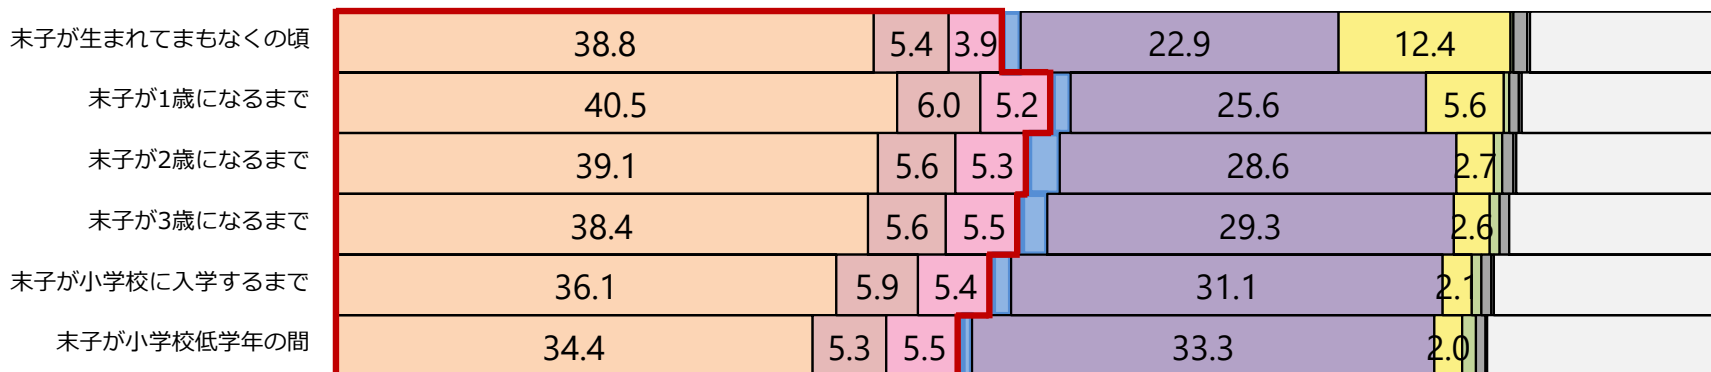 末子が生まれてまもなくの頃 38.8 5.4 3.9 22.9 12.4
末子が1歳になるまで 40.5 6.0 5.2 25.6 5.6
末子が2歳になるまで 39.1 5.6 5.3 28.6 2.7
末子が3歳になるまで 38.4 5.6 5.5 29.3 2.6
末子が小学校に入学するまで 36.1 5.9 5.4 31.1 2.1
末子が小学校低学年の間 34.4 5.3 5.5 33.3 2.0